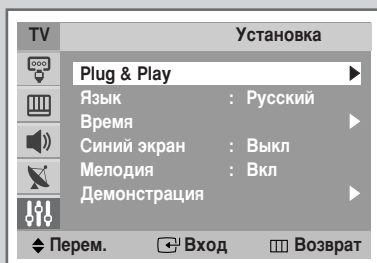 TV Установка
Plug & Play
Язык : Русский
Время
Синий экран : Выкл
Мелодия : Вкл
Демонстрация
Перем. Вход Возврат